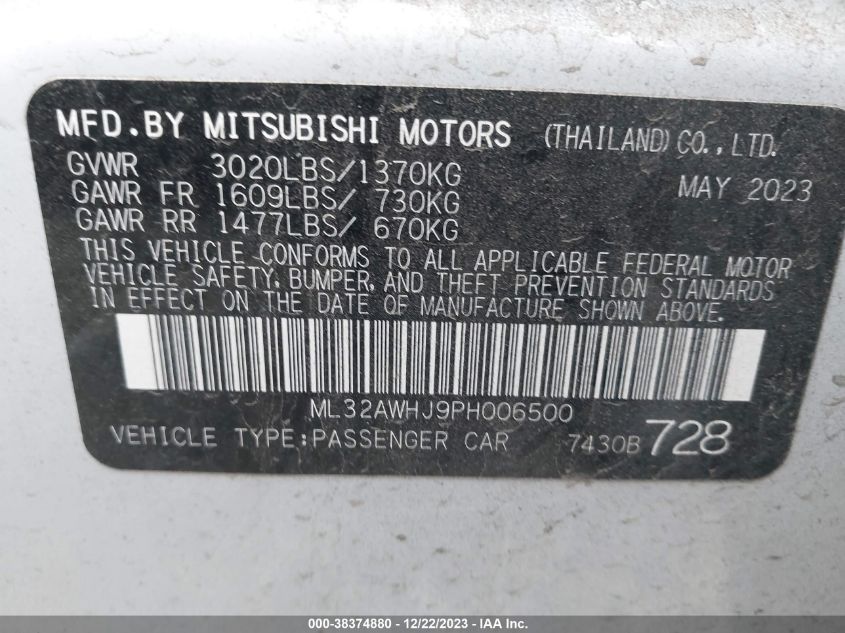 MFD.BY MITSUBISHI MOTORS (THAILAND) CO., LTD.
GVWR 3020LBS/1370KG MAY 2023
GAWR FR 1609LBS/ 730KG
GAWR RR 1477LBS/ 670KG
THIS VEHICLE CONFORMS TO ALL APPLICABLE FEDERAL MOTOR
VEHICLE SAFETY, BUMPER, AND THEFT PREVENTION STANDARDS
IN EFFECT ON THE DATE OF MANUFACTURE SHOWN ABOVE.
ML32AWHJ9PH006500
VEHICLE TYPE:PASSENGER CAR 7430B 728
000-38374880 - 12/22/2023 - IAA Inc.